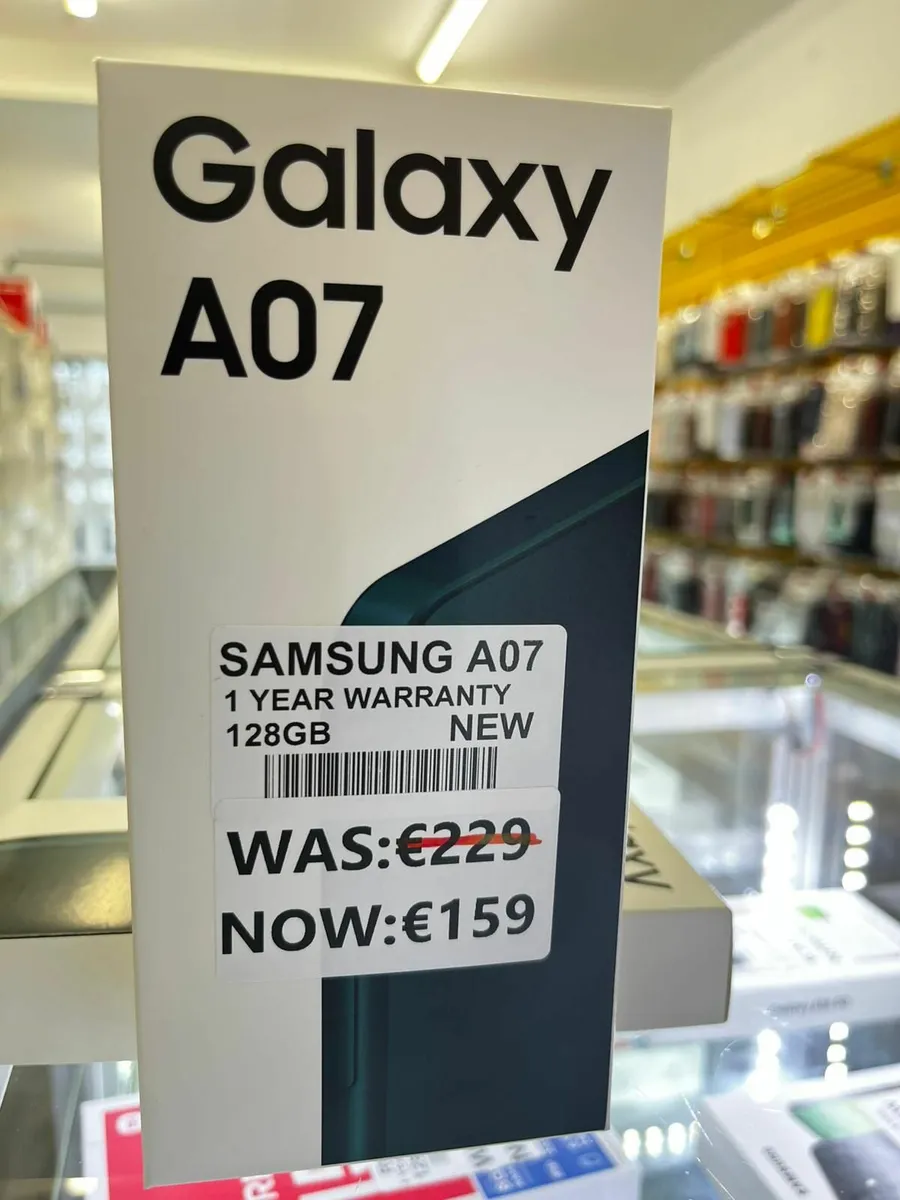 Galaxy
A07
SAMSUNG A07
1 YEAR WARRANTY
128GB NEW
WAS:€229
NOW:€159